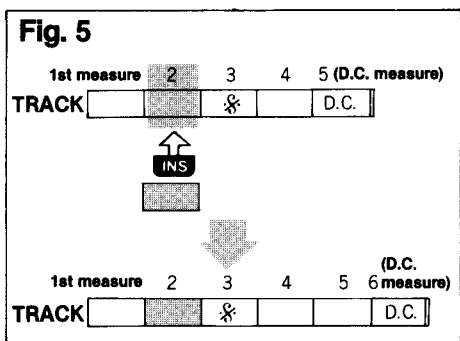 Fig. 5
1st measure 2 3 4 5 (D.C. measure)
TRACK 𝄋 D.C.
INS
(D.C.
1st measure 2 3 4 5 6 measure)
TRACK 𝄋 D.C.